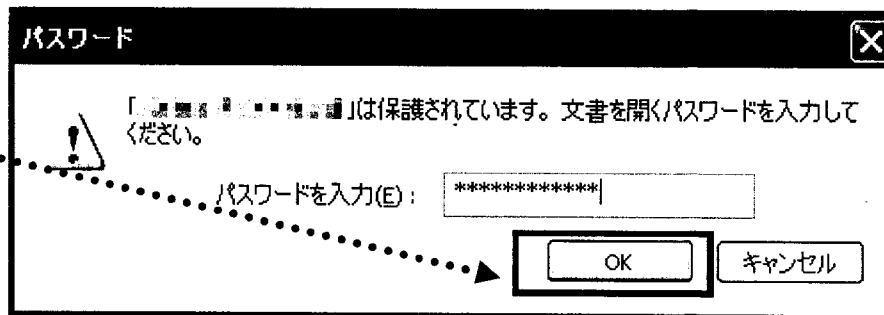 パスワード
「 」は保護されています。文書を開くパスワードを入力して
ください。
パスワードを入力(E)：
************
OK
キャンセル